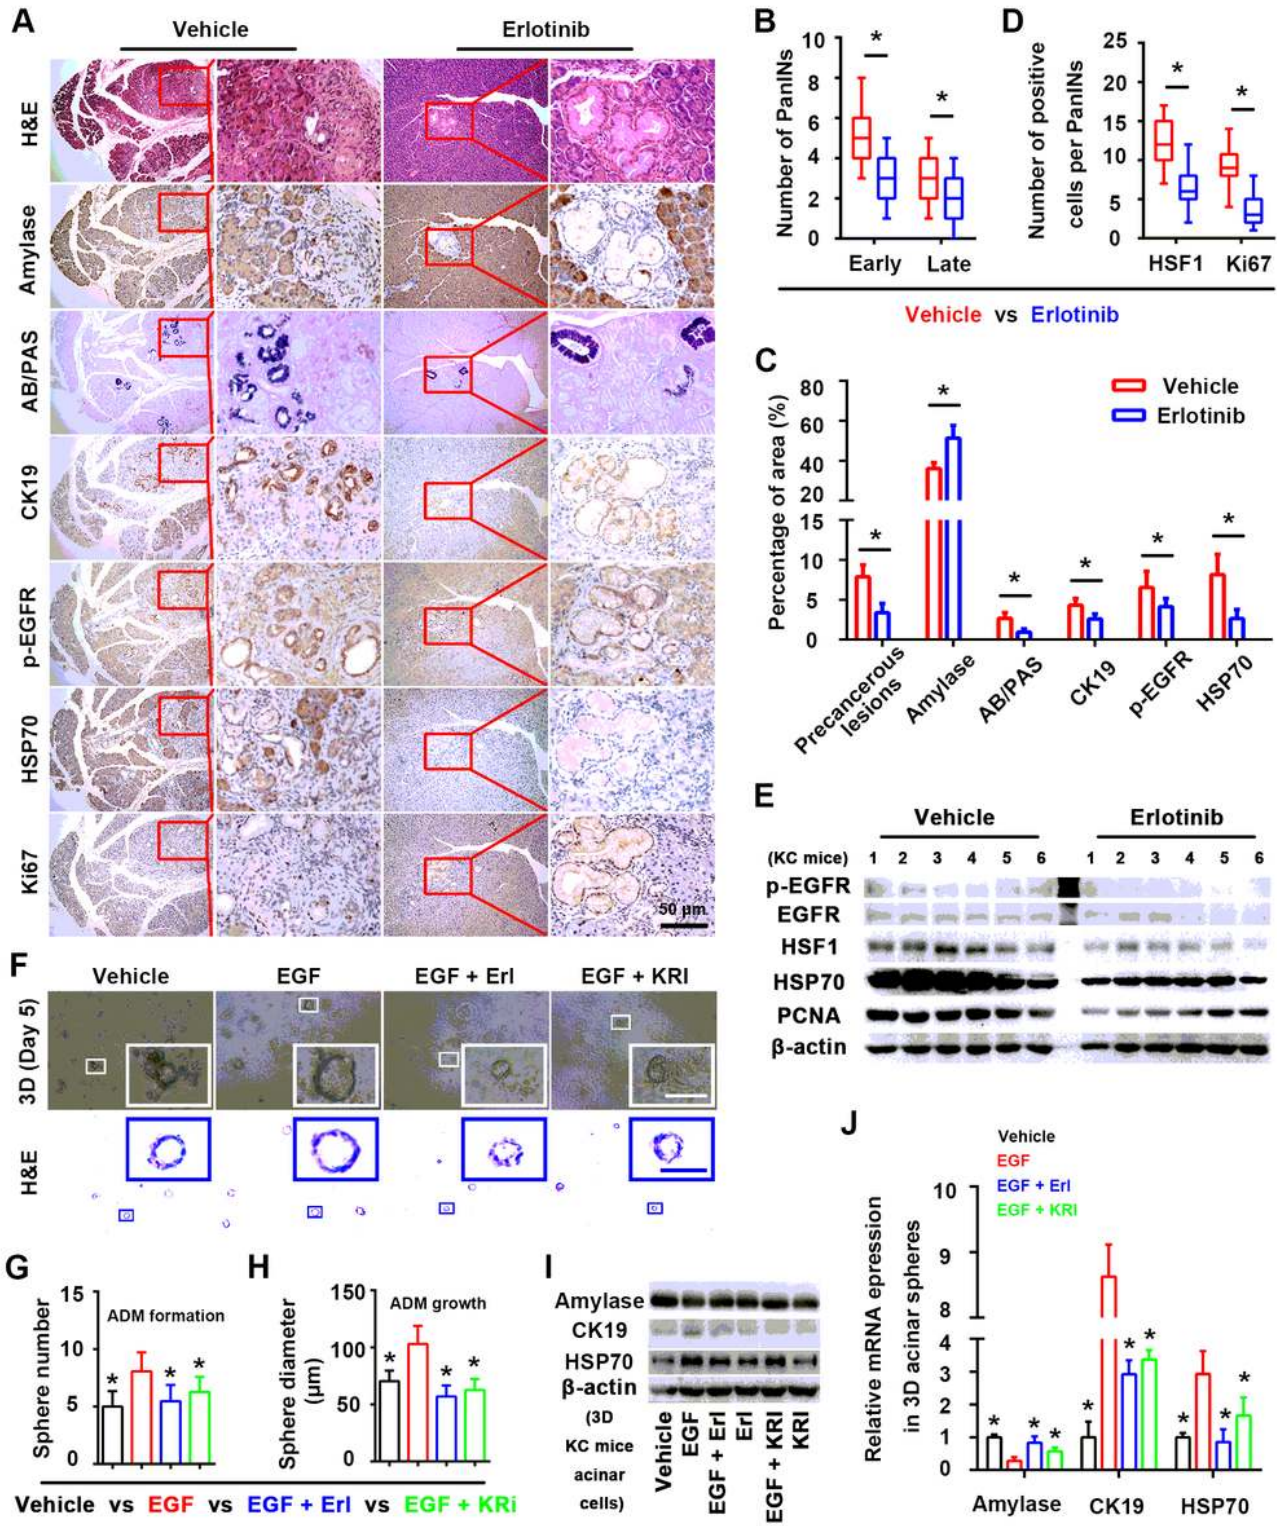 A
Vehicle
Erlotinib
H&E
Amylase
AB/PAS
CK19
p-EGFR
HSP70
Ki67
50 µm
B
Number of PanINs
10
8
6
4
2
0
*
*
Early
Late
D
Number of positive
cells per PanINs
25
20
15
10
5
0
*
*
HSF1
Ki67
Vehicle vs Erlotinib
C
Percentage of area (%)
80
60
40
20
15
10
5
0
Vehicle
Erlotinib
*
*
*
*
*
*
Precancerous
lesions
Amylase
AB/PAS
CK19
p-EGFR
HSP70
E
Vehicle
Erlotinib
(KC mice) 1 2 3 4 5 6 1 2 3 4 5 6
p-EGFR
EGFR
HSF1
HSP70
PCNA
β-actin
F
Vehicle
EGF
EGF + Erl
EGF + KRI
3D (Day 5)
H&E
G
Sphere number
15
10
5
0
ADM formation
* * *
H
Sphere diameter
(µm)
150
100
50
0
ADM growth
* * *
Vehicle vs EGF vs EGF + Erl vs EGF + KRi
I
Amylase
CK19
HSP70
β-actin
(3D
KC mice
acinar
cells)
Vehicle
EGF
EGF + Erl
Erl
EGF + KRI
KRI
J
Vehicle
EGF
EGF + Erl
EGF + KRI
Relative mRNA epression
in 3D acinar spheres
10
9
8
4
3
2
1
0
* * *
* * *
* * *
Amylase
CK19
HSP70